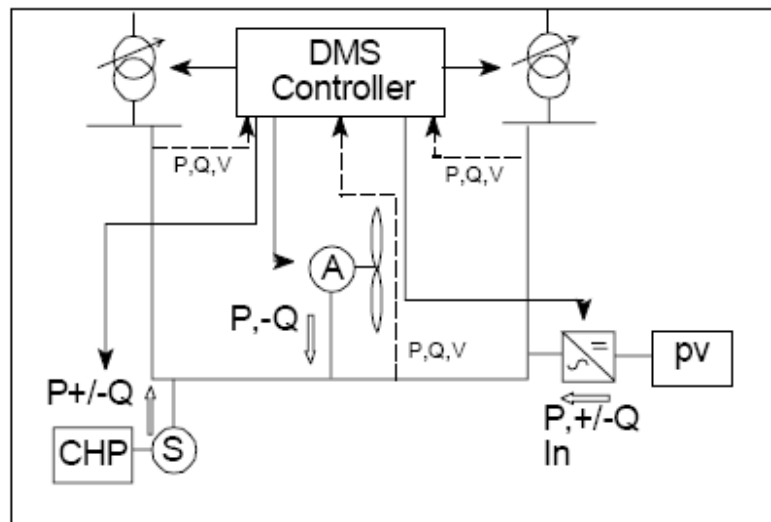 DMS
Controller
P,Q,V
P,Q,V
A
P,-Q
P,Q,V
pv
P+/-Q
P,+/-Q
In
CHP
S